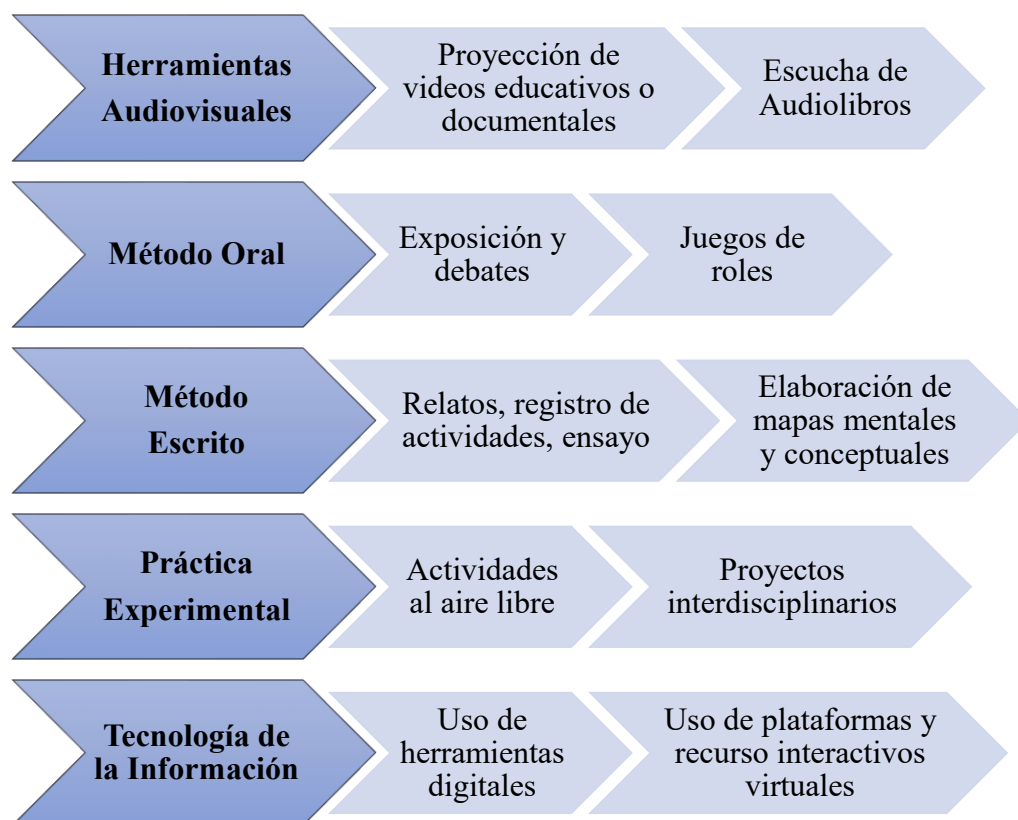 Herramientas
Audiovisuales
Proyección de
videos educativos o
documentales
Escucha de
Audiolibros
Método Oral
Exposición y
debates
Juegos de
roles
Método
Escrito
Relatos, registro de
actividades, ensayo
Elaboración de
mapas mentales
y conceptuales
Práctica
Experimental
Actividades
al aire libre
Proyectos
interdisciplinarios
Tecnología de
la Información
Uso de
herramientas
digitales
Uso de plataformas y
recurso interactivos
virtuales